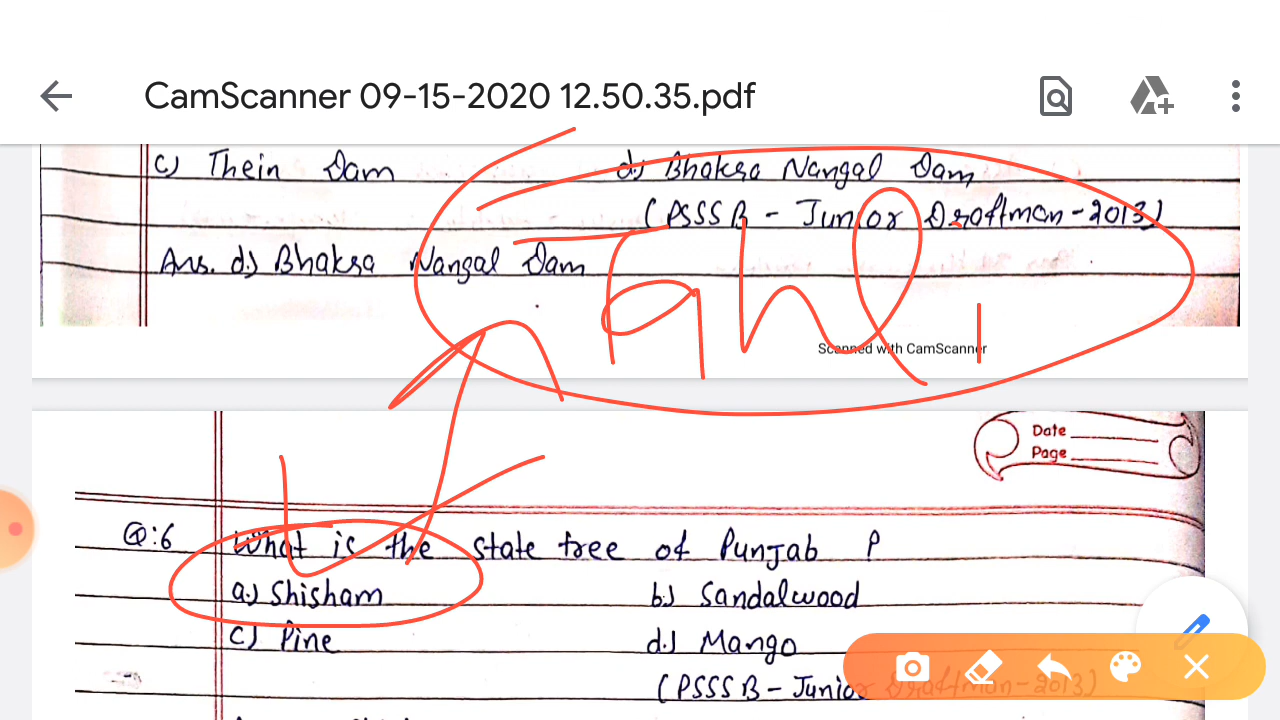 CamScanner 09-15-2020 12.50.35.pdf
c) Thein Dam d.) Bhakra Nangal Dam
(PSSSB - Junior Draftman-2013)
Ans. d.) Bhakra Nangal Dam
Scanned with CamScanner
Date
Page
Q:6 What is the state tree of Punjab ?
a.) Shisham b.) Sandalwood
c) Pine d.) Mango
(PSSSB - Junior Draftman-2013)